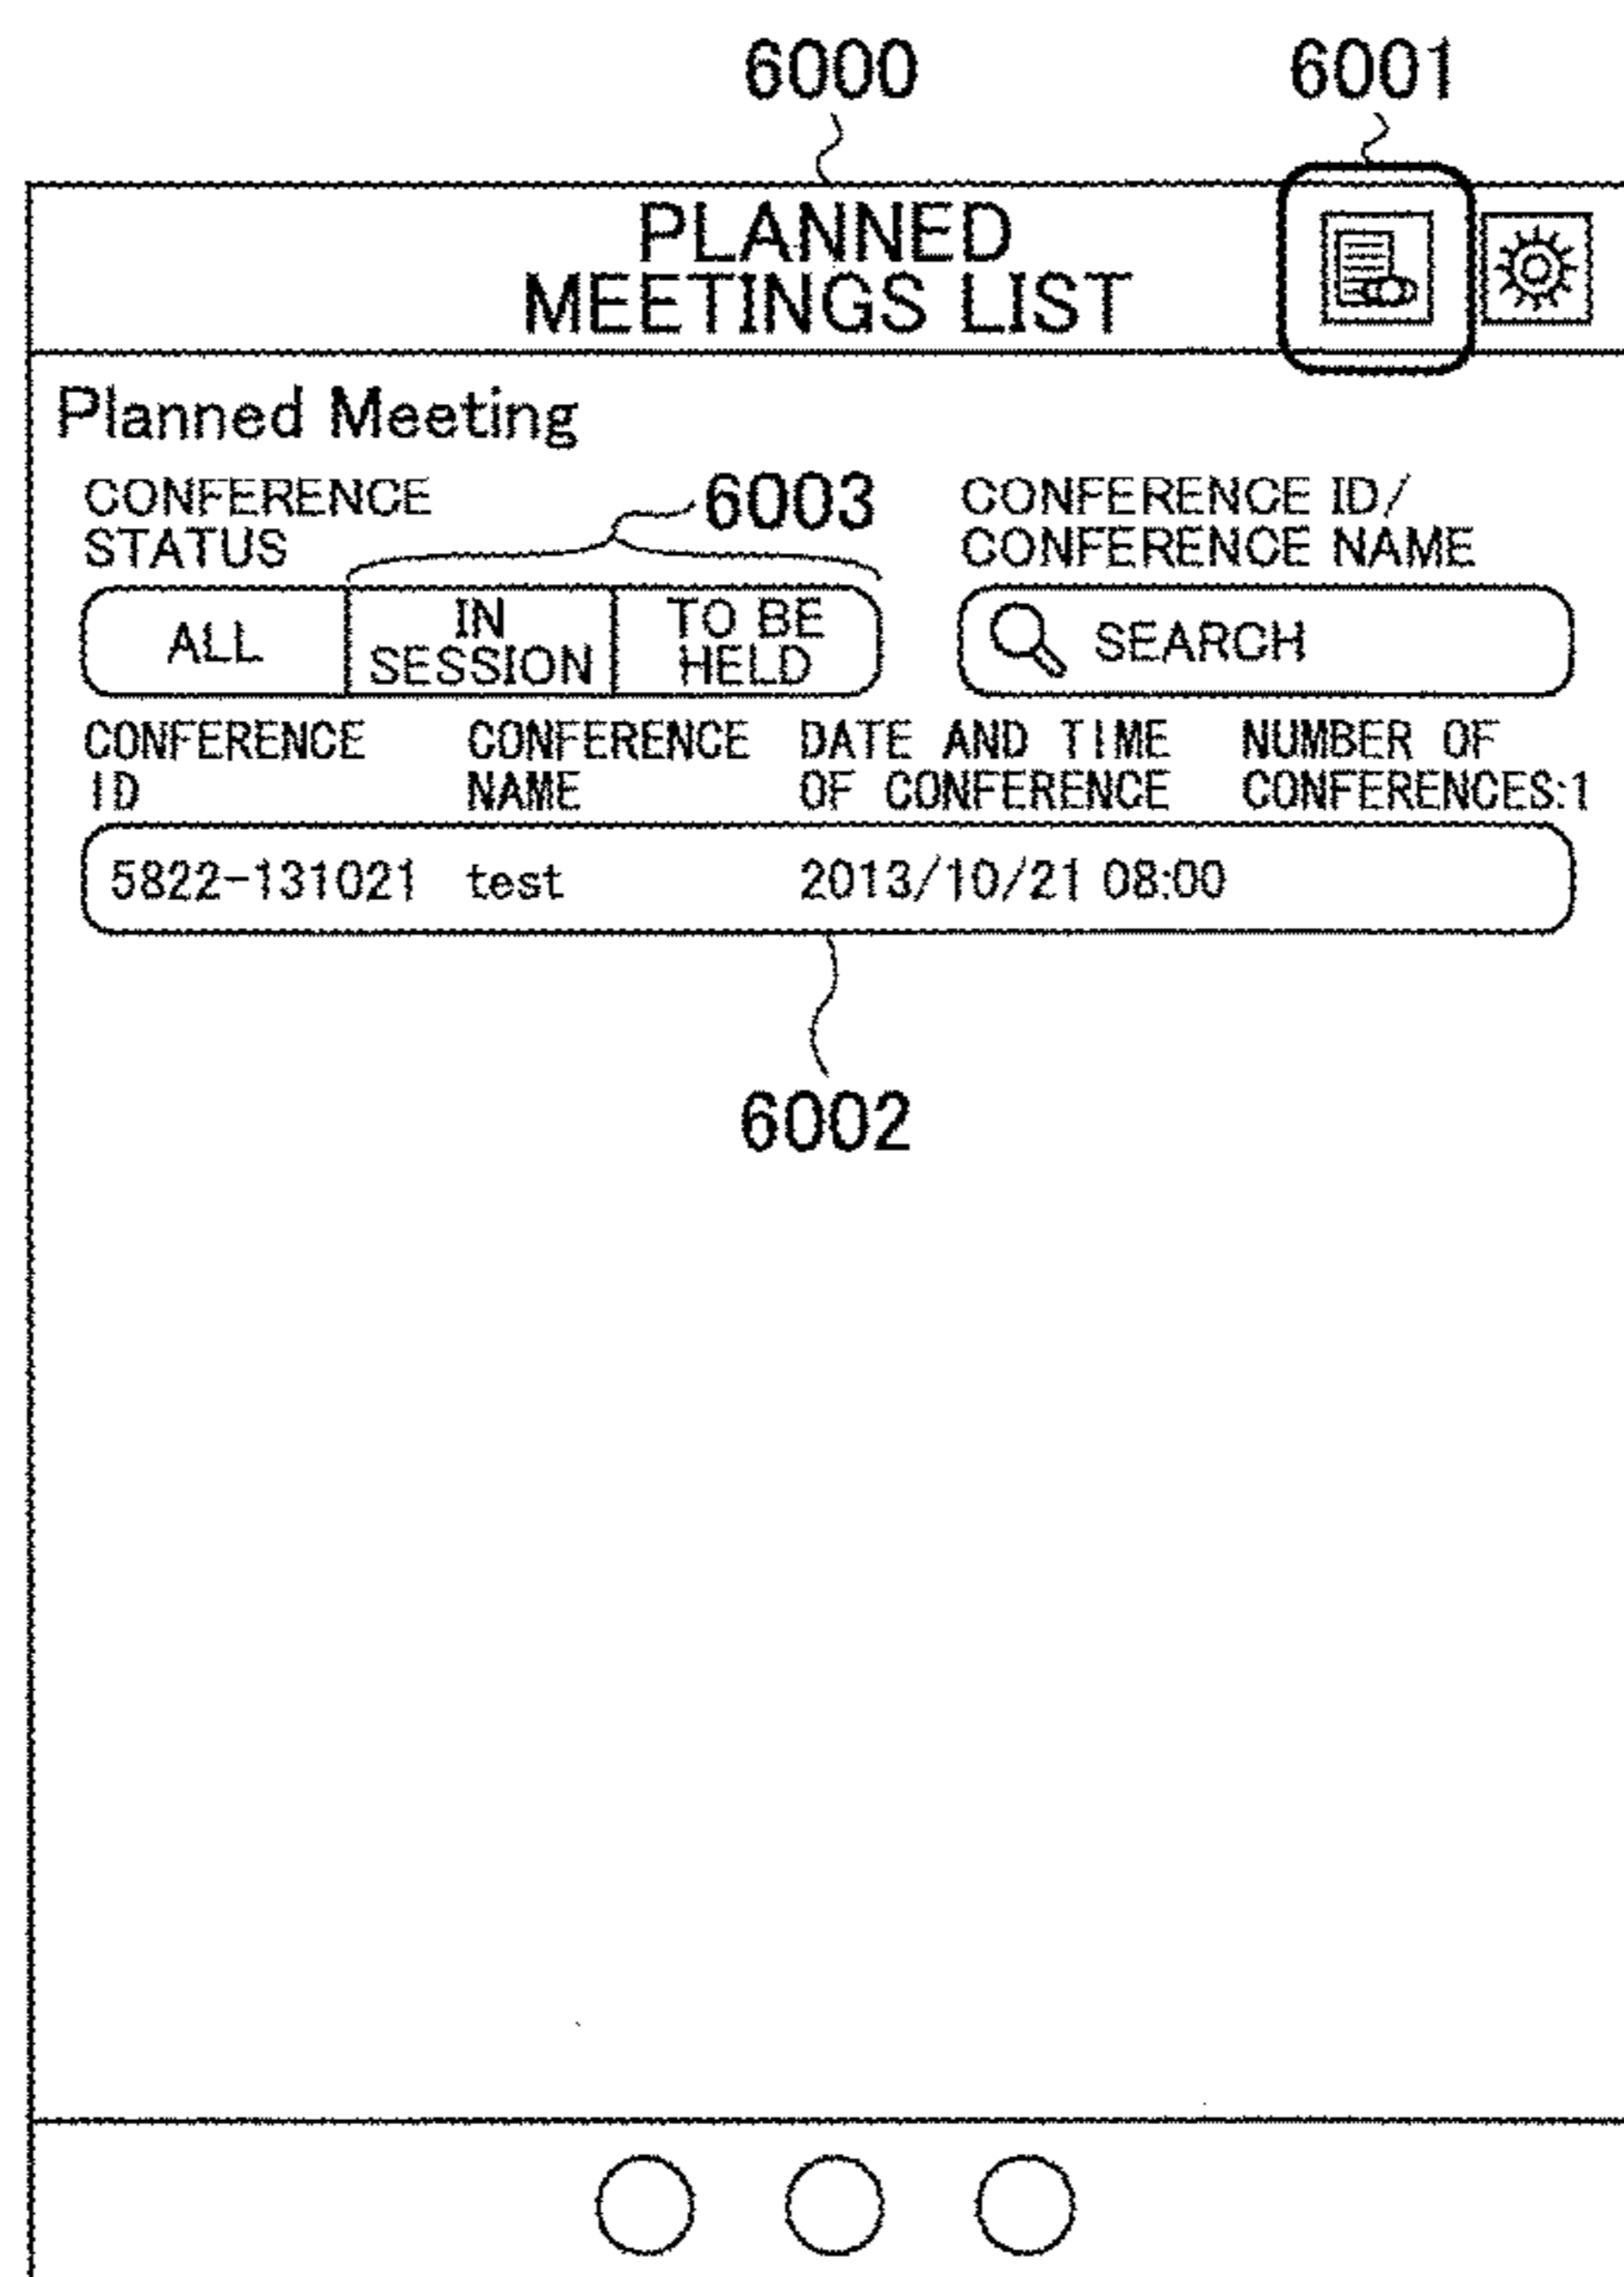 6000 6001
PLANNED
MEETINGS LIST
Planned Meeting
CONFERENCE
STATUS
6003
CONFERENCE ID/
CONFERENCE NAME
ALL
IN
SESSION
TO BE
HELD
SEARCH
CONFERENCE
ID
CONFERENCE
NAME
DATE AND TIME
OF CONFERENCE
NUMBER OF
CONFERENCES:1
5822-131021 test 2013/10/21 08:00
6002